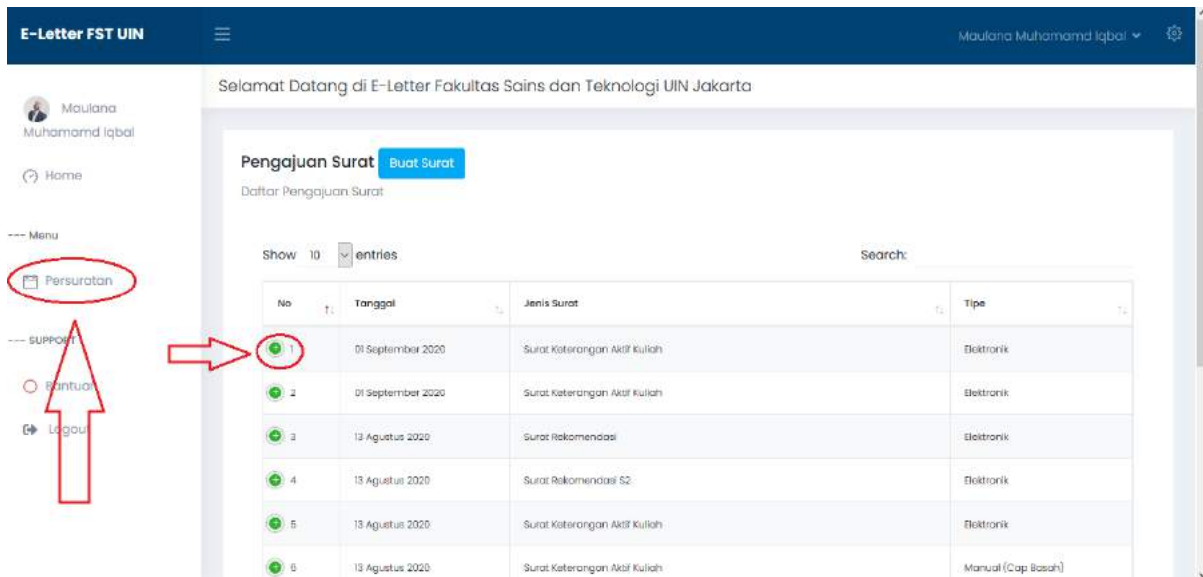 E-Letter FST UIN
Maulana Muhamamd Iqbal
Selamat Datang di E-Letter Fakultas Sains dan Teknologi UIN Jakarta
Maulana
Muhamamd Iqbal
Home
--- Menu
Persuratan
--- SUPPORT
Bantuan
Logout
Pengajuan Surat Buat Surat
Daftar Pengajuan Surat
Show 10 entries Search:
No Tanggal Jenis Surat Tipe
1 01 September 2020 Surat Keterangan Aktif Kuliah Elektronik
2 01 September 2020 Surat Keterangan Aktif Kuliah Elektronik
3 13 Agustus 2020 Surat Rekomendasi Elektronik
4 13 Agustus 2020 Surat Rekomendasi S2 Elektronik
5 13 Agustus 2020 Surat Keterangan Aktif Kuliah Elektronik
6 13 Agustus 2020 Surat Keterangan Aktif Kuliah Manual (Cap Basah)